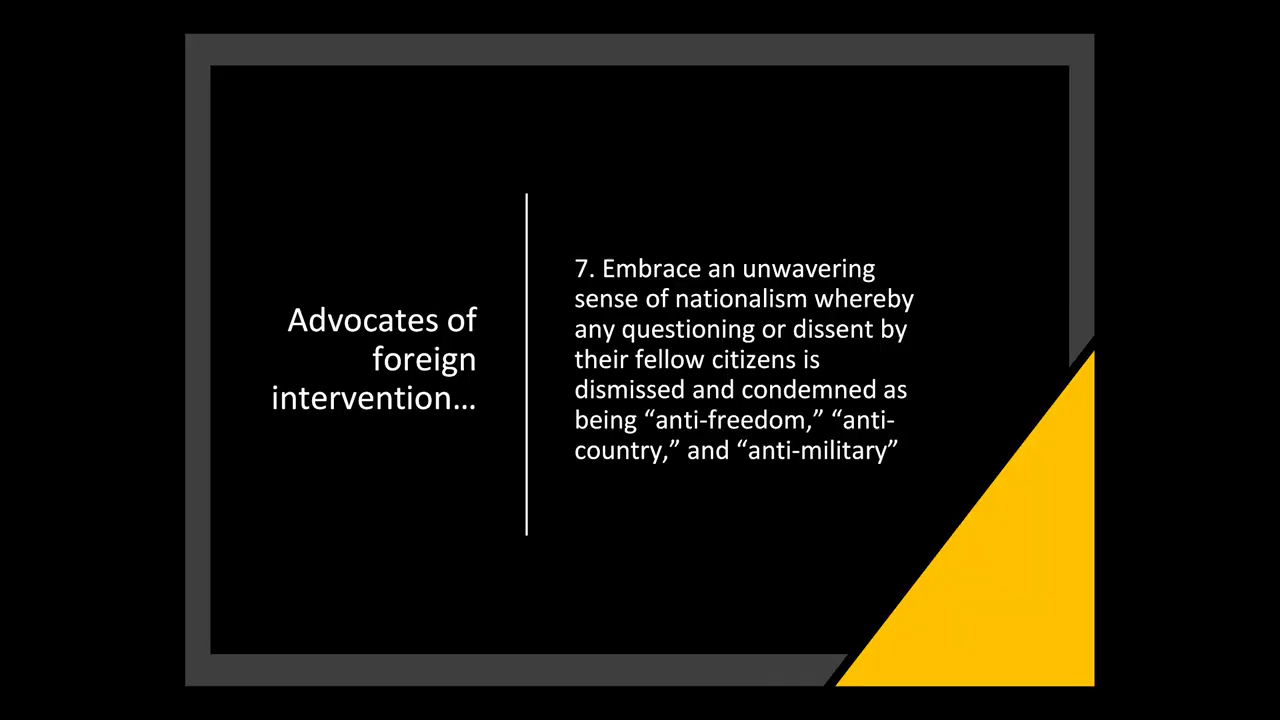 Advocates of
foreign
intervention…
7. Embrace an unwavering
sense of nationalism whereby
any questioning or dissent by
their fellow citizens is
dismissed and condemned as
being “anti-freedom,” “anti-
country,” and “anti-military”